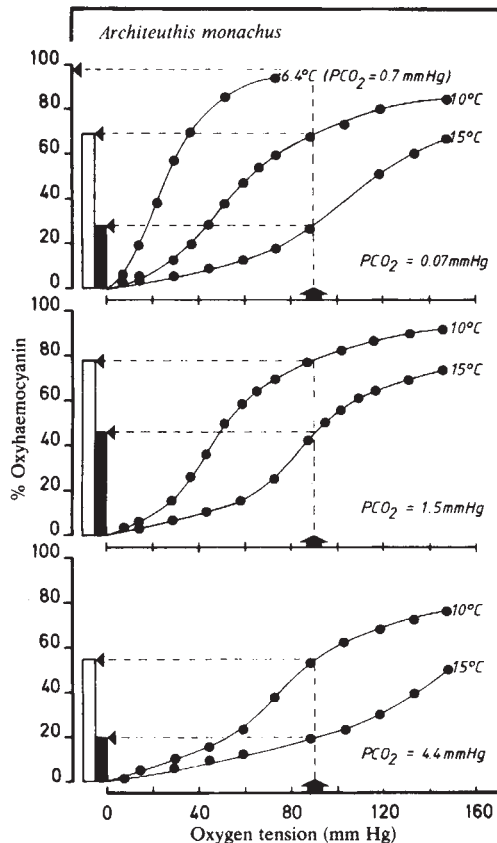 Architeuthis monachus
100
80
60
40
20
0
6.4°C (PCO2=0.7mmHg)
10°C
15°C
PCO2 = 0.07mmHg
% Oxyhaemocyanin
100
80
60
40
20
0
10°C
15°C
PCO2 = 1.5mmHg
100
80
60
40
20
0
10°C
15°C
PCO2 = 4.4mmHg
0 40 80 120 160
Oxygen tension (mm Hg)